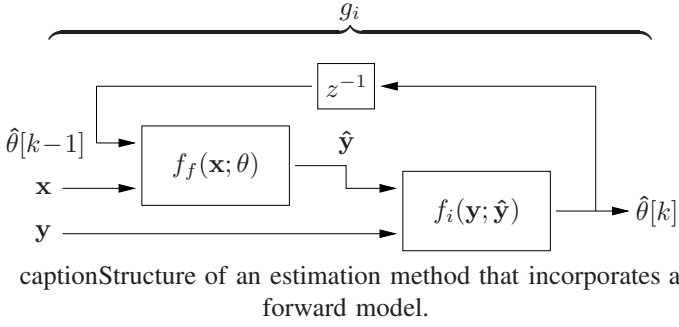 g_i
z^{-1}
θ̂[k−1]
f_f(x; θ)
ŷ
x
f_i(y; ŷ)
θ̂[k]
y
captionStructure of an estimation method that incorporates a
forward model.